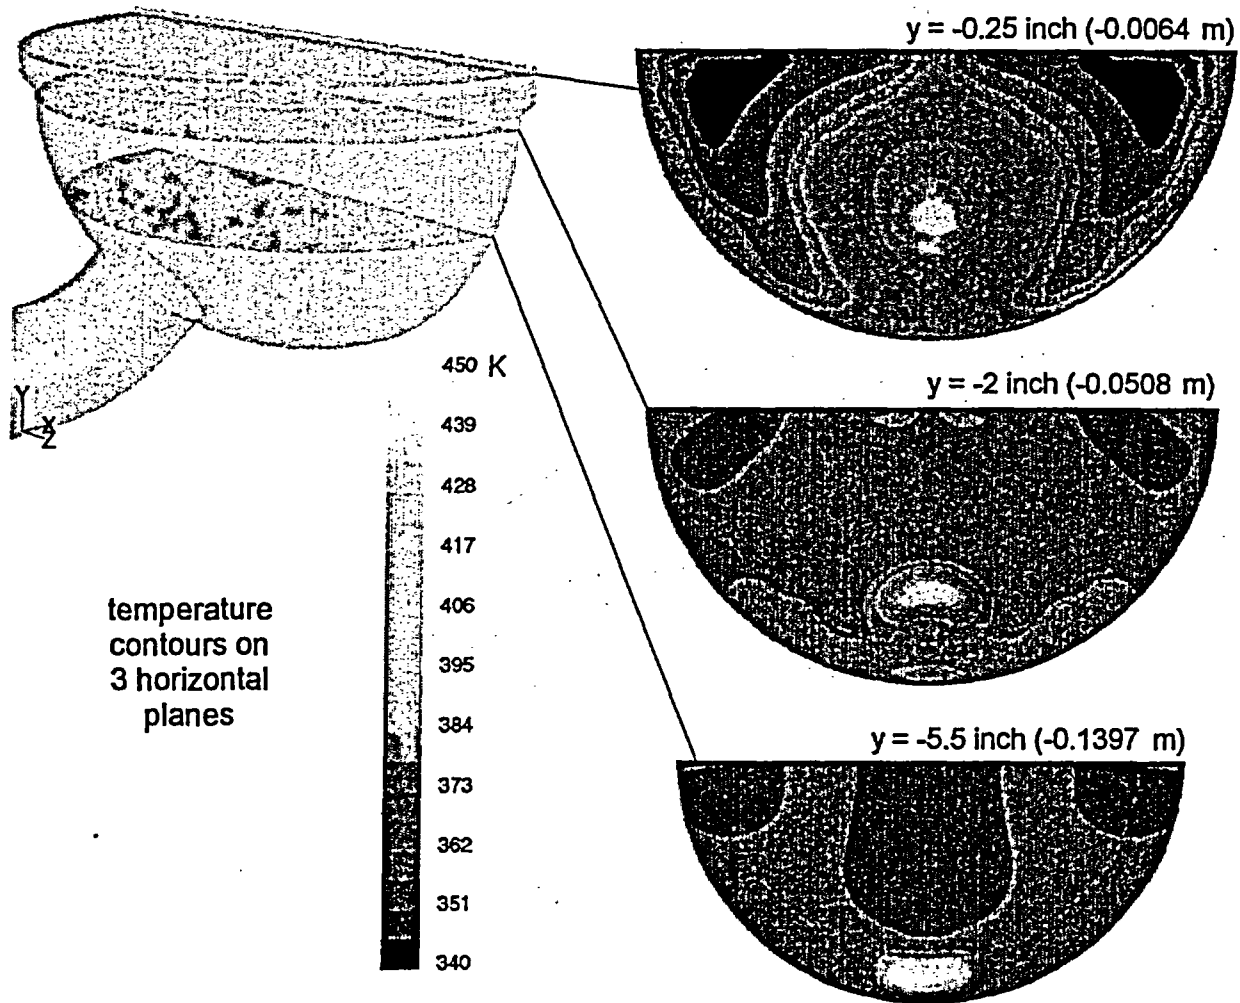 y = -0.25 inch (-0.0064 m)
450 K
y = -2 inch (-0.0508 m)
Y
X
Z
439
428
417
406
395
384
373
362
351
340
temperature
contours on
3 horizontal
planes
y = -5.5 inch (-0.1397 m)